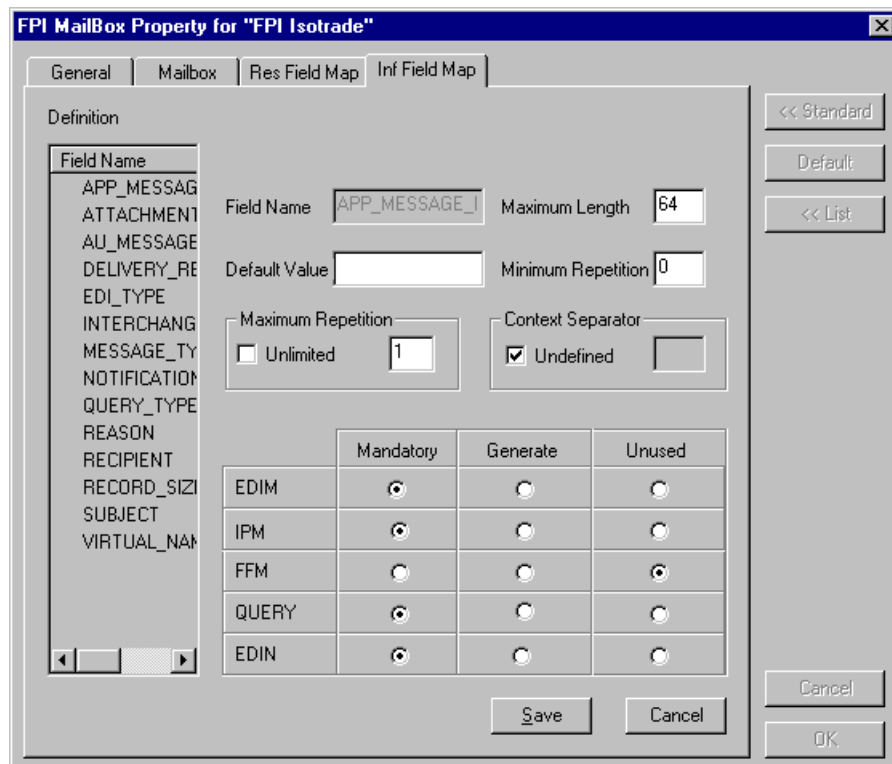 FPI MailBox Property for "FPI Isotrade"
General Mailbox Res Field Map Inf Field Map
Definition
Field Name
APP_MESSAG
ATTACHMENT
AU_MESSAGE
DELIVERY_RE
EDI_TYPE
INTERCHANG
MESSAGE_TY
NOTIFICATION
QUERY_TYPE
REASON
RECIPIENT
RECORD_SIZI
SUBJECT
VIRTUAL_NAM
Field Name APP_MESSAGE_I Maximum Length 64
Default Value Minimum Repetition 0
Maximum Repetition Context Separator
Unlimited 1 Undefined
Mandatory Generate Unused
EDIM
IPM
FFM
QUERY
EDIN
Save Cancel
<< Standard
Default
<< List
Cancel
OK